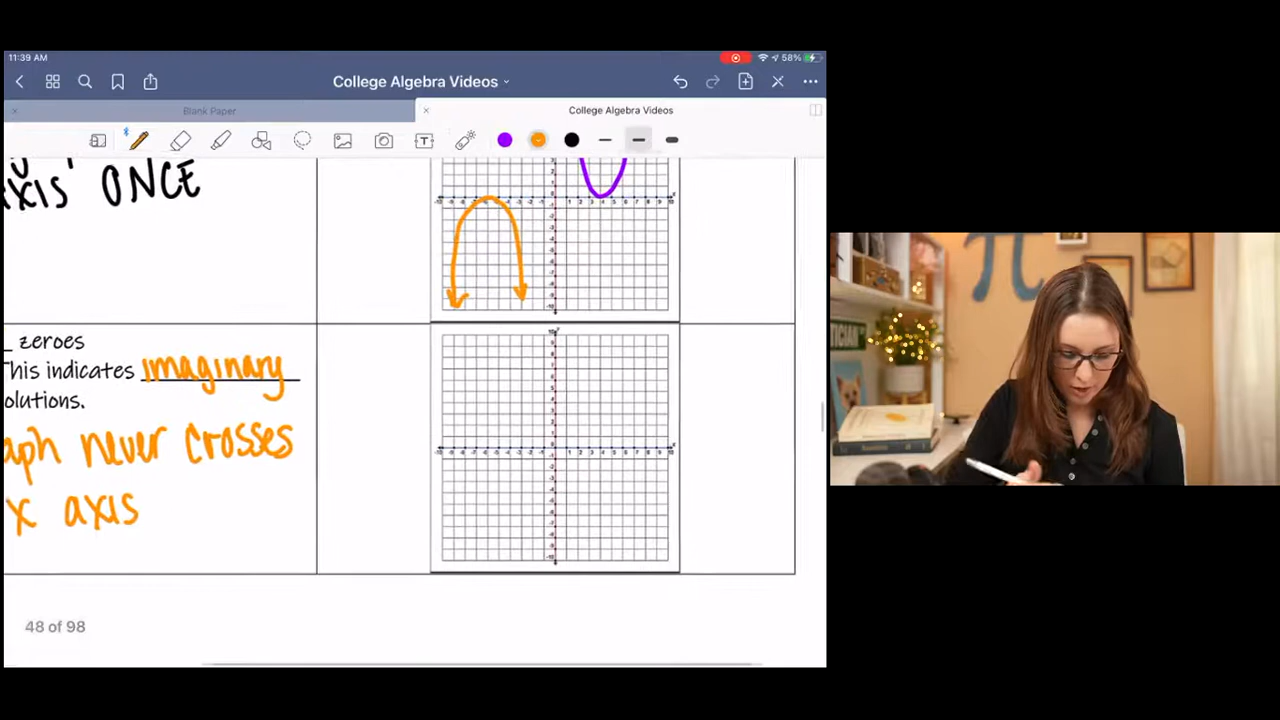 11:39 AM
58%
College Algebra Videos
Blank Paper
College Algebra Videos
axis ONCE
zeroes
This indicates imaginary
olutions.
aph never crosses
x axis
48 of 98
TICIAN